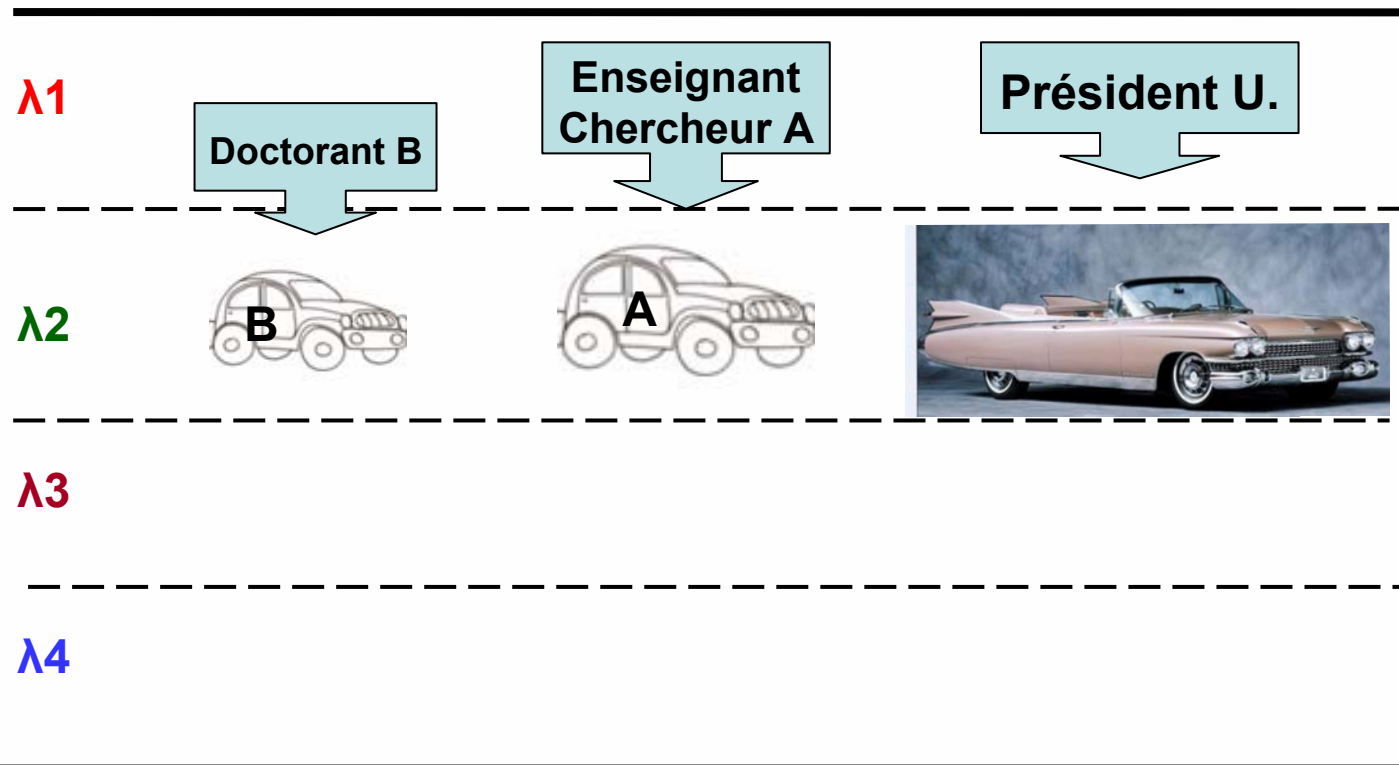 λ1
Doctorant B
Enseignant
Chercheur A
Président U.
λ2
B
A
λ3
λ4